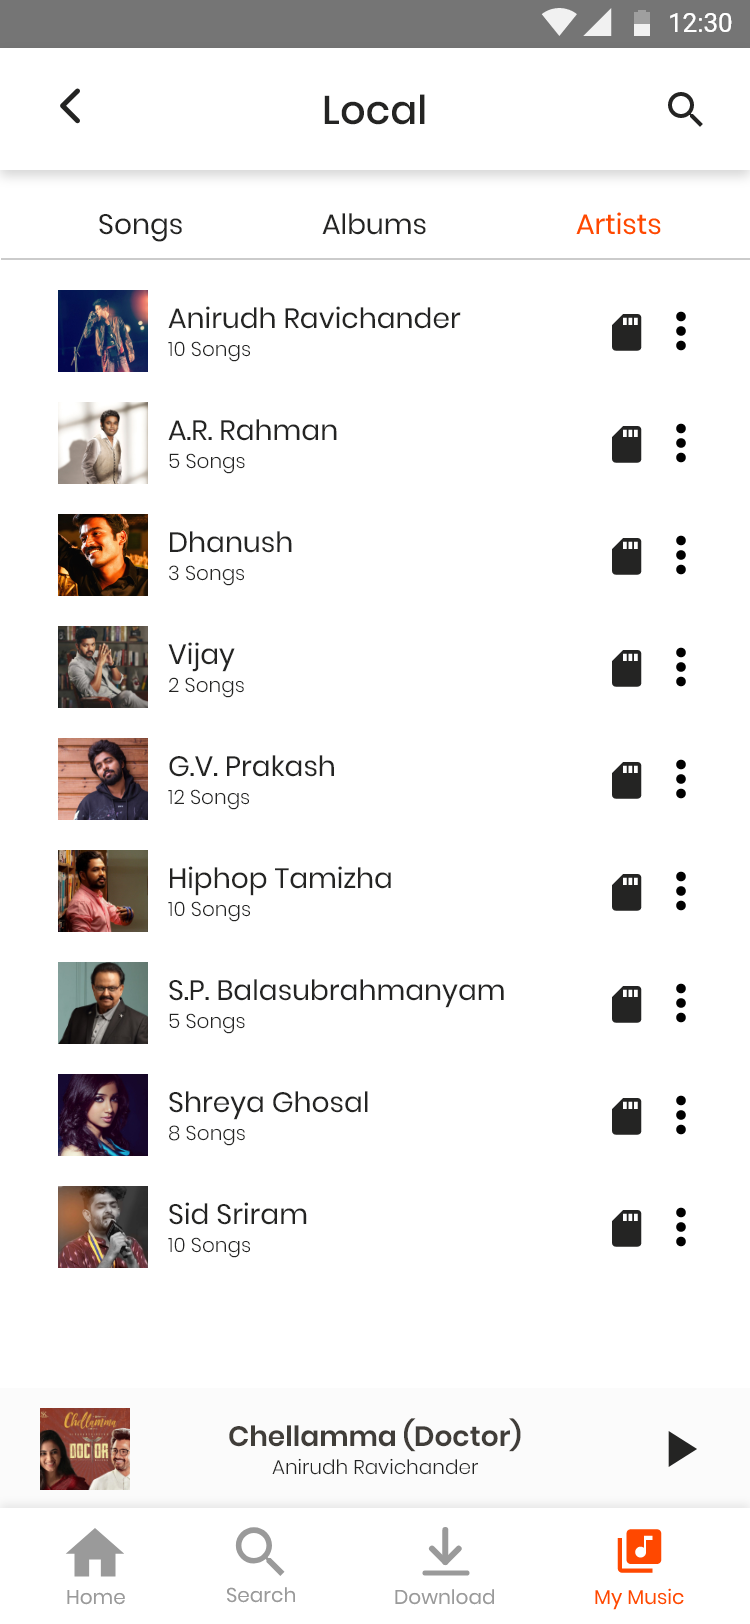 12:30
Local
Songs Albums Artists
Anirudh Ravichander
10 Songs
A.R. Rahman
5 Songs
Dhanush
3 Songs
Vijay
2 Songs
G.V. Prakash
12 Songs
Hiphop Tamizha
10 Songs
S.P. Balasubrahmanyam
5 Songs
Shreya Ghosal
8 Songs
Sid Sriram
10 Songs
Chellamma
DOCTOR
Chellamma (Doctor)
Anirudh Ravichander
Home Search Download My Music